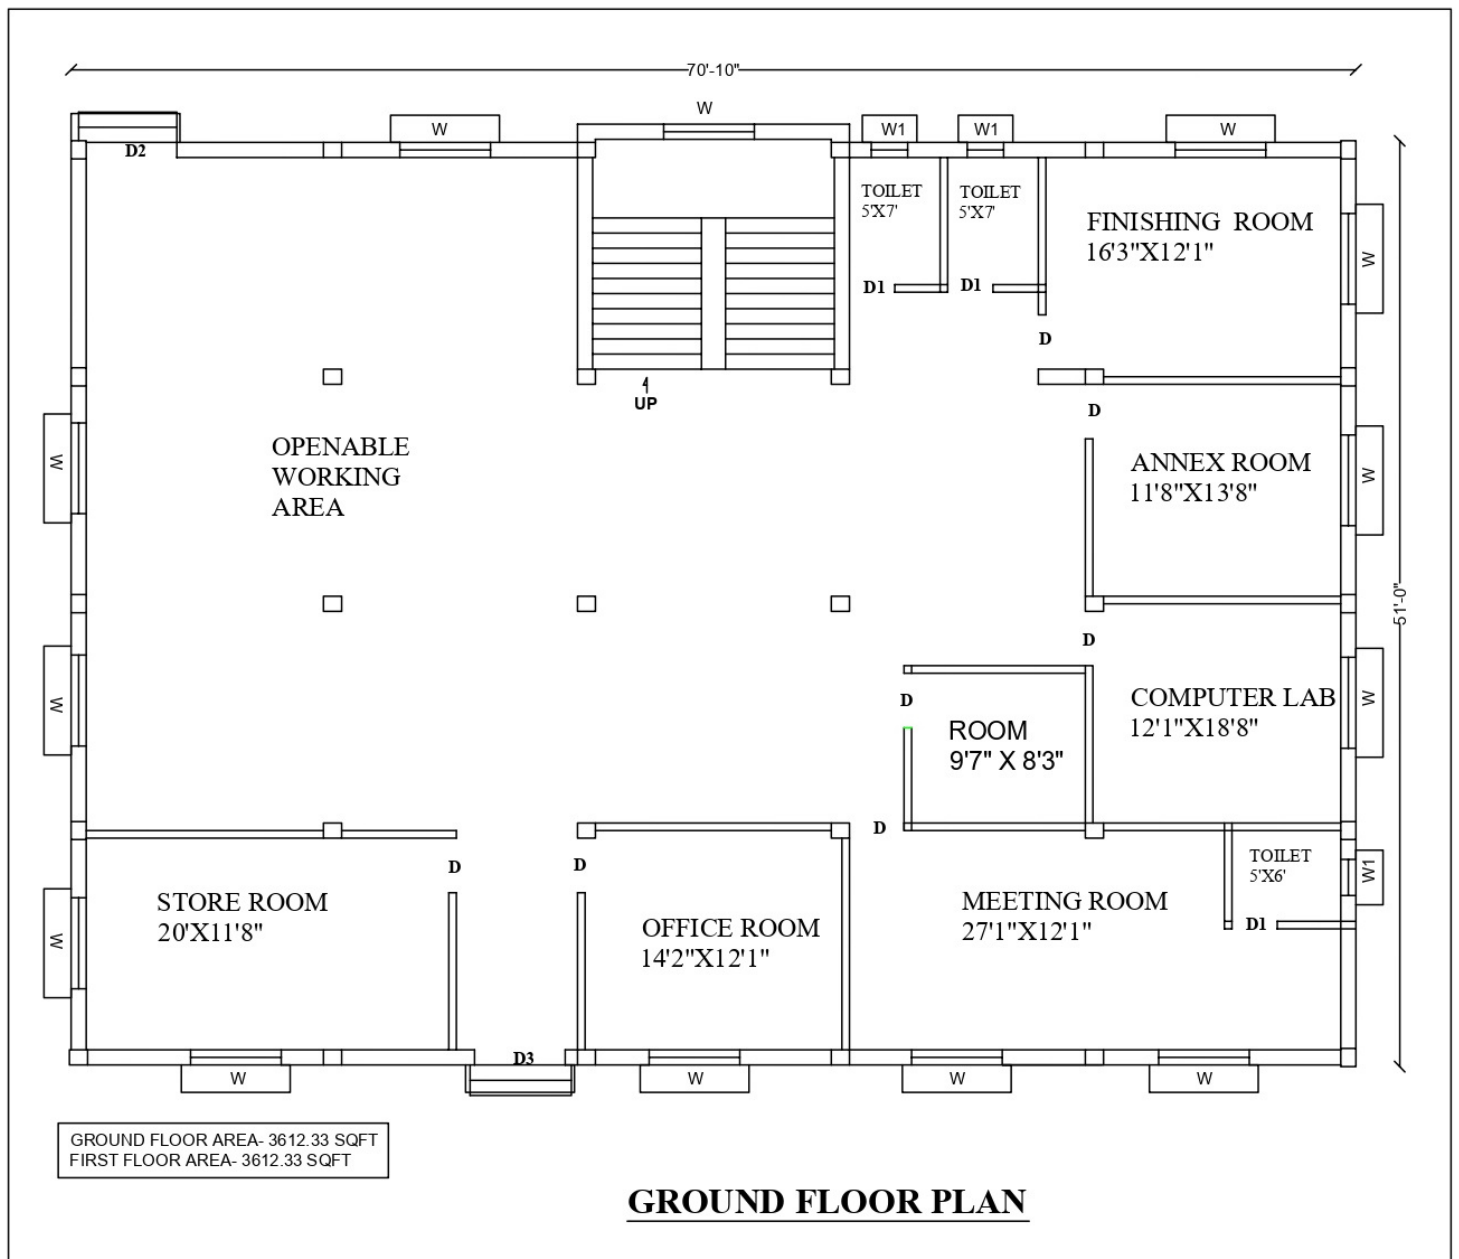 70'-10"
W
W
W1
W1
W
D2
TOILET
5'X7'
TOILET
5'X7'
FINISHING ROOM
16'3"X12'1"
W
D1
D1
D
UP
D
OPENABLE
WORKING
AREA
W
ANNEX ROOM
11'8"X13'8"
W
51'-0"
D
W
D
ROOM
9'7" X 8'3"
COMPUTER LAB
12'1"X18'8"
W
D
D
D
TOILET
5'X6'
W1
STORE ROOM
20'X11'8"
W
OFFICE ROOM
14'2"X12'1"
MEETING ROOM
27'1"X12'1"
D1
D3
W
W
W
W
GROUND FLOOR AREA- 3612.33 SQFT
FIRST FLOOR AREA- 3612.33 SQFT
GROUND FLOOR PLAN